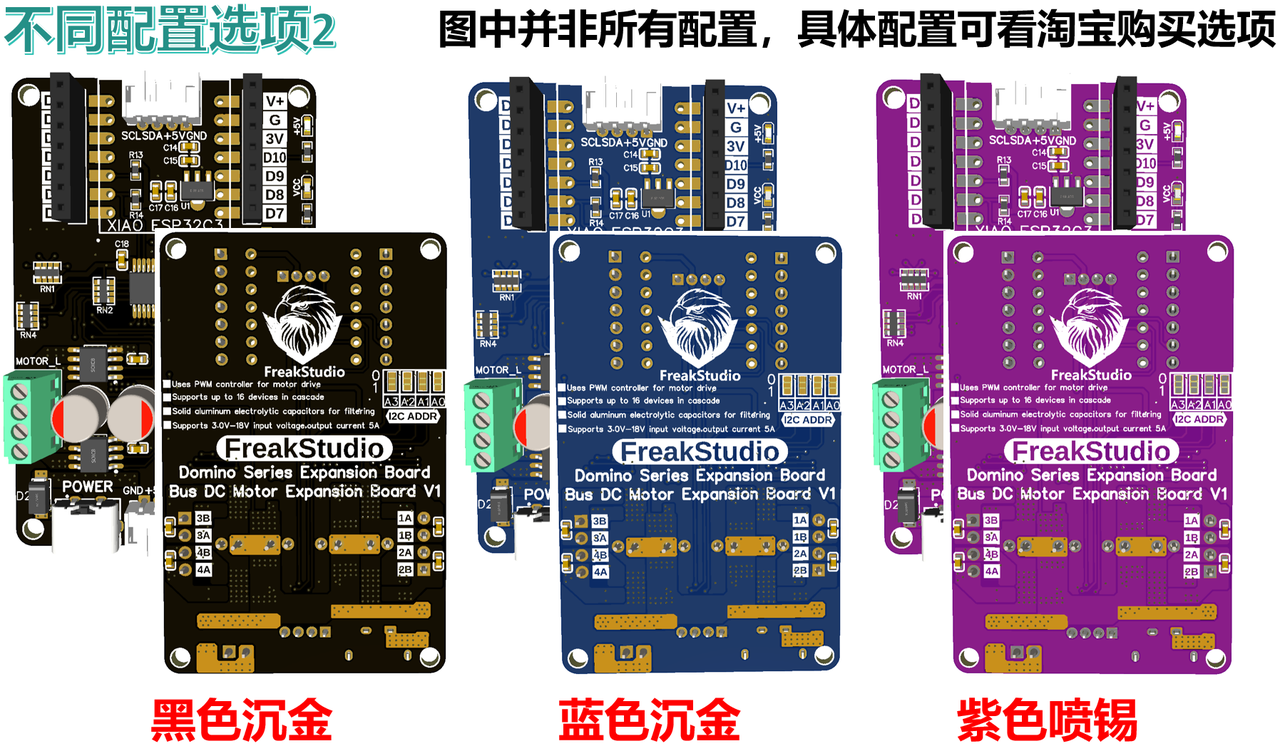 不同配置选项2
图中并非所有配置，具体配置可看淘宝购买选项
SCLSDA+5VGND
V+
G
3V
D10
D9
D8
D7
+5V
VCC
C14
C15
R13
R14
C17 C16
U1
XIAO ESP32C3
C18
RN1
RN2
RN4
MOTOR_L
POWER
GND+5
D2
FreakStudio
Uses PWM controller for motor drive
Supports up to 16 devices in cascade
Solid aluminum electrolytic capacitors for filtering
Supports 3.0V-18V input voltage.output current 5A
0
1
A3 A2 A1 A0
I2C ADDR
FreakStudio
Domino Series Expansion Board
Bus DC Motor Expansion Board V1
3B
3A
4B
4A
1A
1B
2A
2B
黑色沉金
D
D
D
D
D
D
D
SCLSDA+5VGND
V+
G
3V
D10
D9
D8
D7
+5V
VCC
C14
C15
R13
R14
C17 C16
U1
XIAO ESP32C3
RN1
RN4
MOTOR_L
POW
D2
FreakStudio
Uses PWM controller for motor drive
Supports up to 16 devices in cascade
Solid aluminum electrolytic capacitors for filtering
Supports 3.0V-18V input voltage.output current 5A
0
1
A3 A2 A1 A0
I2C ADDR
FreakStudio
Domino Series Expansion Board
Bus DC Motor Expansion Board V1
3B
3A
4B
4A
1A
1B
2A
2B
蓝色沉金
D
D
D
D
D
D
D
SCLSDA+5VGND
V+
G
3V
D10
D9
D8
D7
+5V
VCC
C14
C15
R13
R14
C17 C16
U1
XIAO ESP32C3
RN1
RN4
MOTOR_L
D2
FreakStudio
Uses PWM controller for motor drive
Supports up to 16 devices in cascade
Solid aluminum electrolytic capacitors for filtering
Supports 3.0V-18V input voltage.output current 5A
0
1
A3 A2 A1 A0
I2C ADDR
FreakStudio
Domino Series Expansion Board
Bus DC Motor Expansion Board V1
3B
3A
4B
4A
1A
1B
2A
2B
紫色喷锡